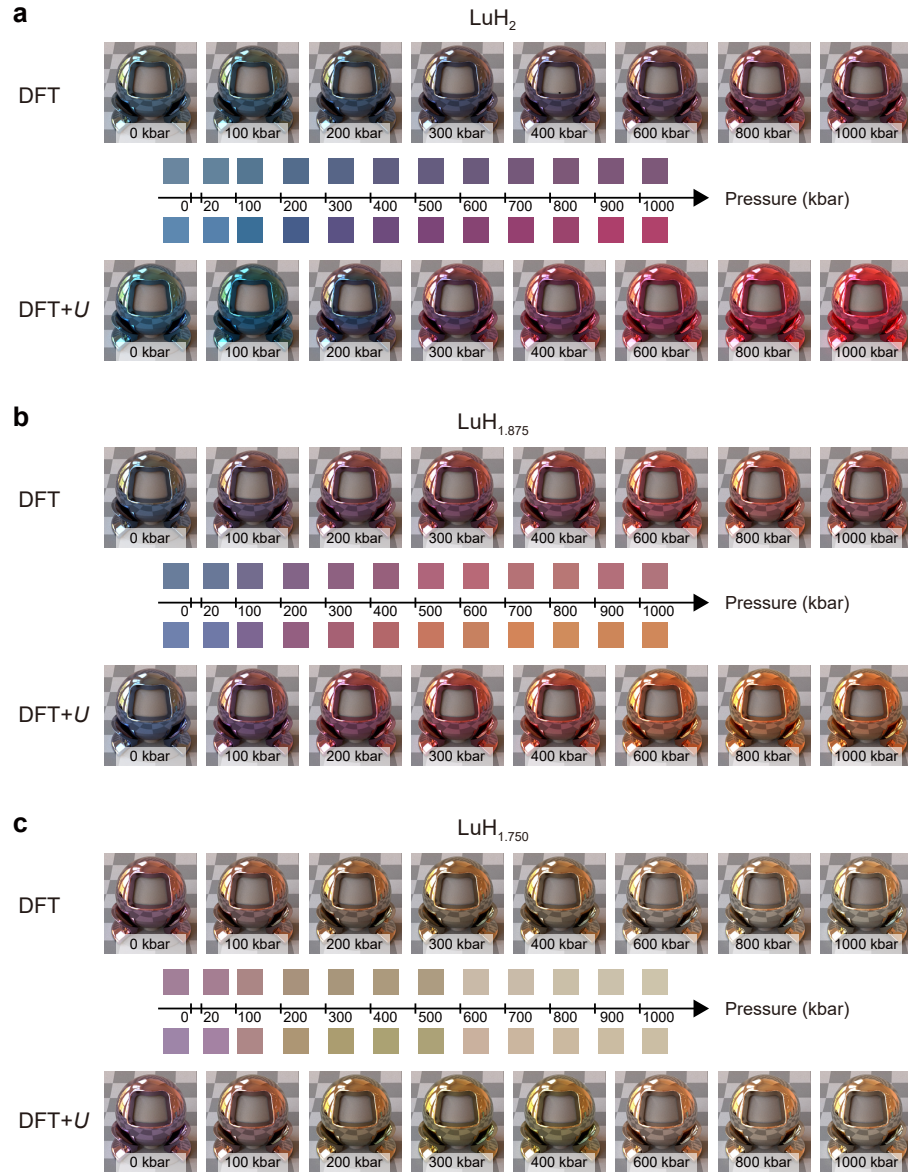 a
LuH₂
DFT
0 kbar 100 kbar 200 kbar 300 kbar 400 kbar 600 kbar 800 kbar 1000 kbar
0 20 100 200 300 400 500 600 700 800 900 1000 Pressure (kbar)
DFT+U
0 kbar 100 kbar 200 kbar 300 kbar 400 kbar 600 kbar 800 kbar 1000 kbar
b
LuH₁.₈₇₅
DFT
0 kbar 100 kbar 200 kbar 300 kbar 400 kbar 600 kbar 800 kbar 1000 kbar
0 20 100 200 300 400 500 600 700 800 900 1000 Pressure (kbar)
DFT+U
0 kbar 100 kbar 200 kbar 300 kbar 400 kbar 600 kbar 800 kbar 1000 kbar
c
LuH₁.₇₅₀
DFT
0 kbar 100 kbar 200 kbar 300 kbar 400 kbar 600 kbar 800 kbar 1000 kbar
0 20 100 200 300 400 500 600 700 800 900 1000 Pressure (kbar)
DFT+U
0 kbar 100 kbar 200 kbar 300 kbar 400 kbar 600 kbar 800 kbar 1000 kbar